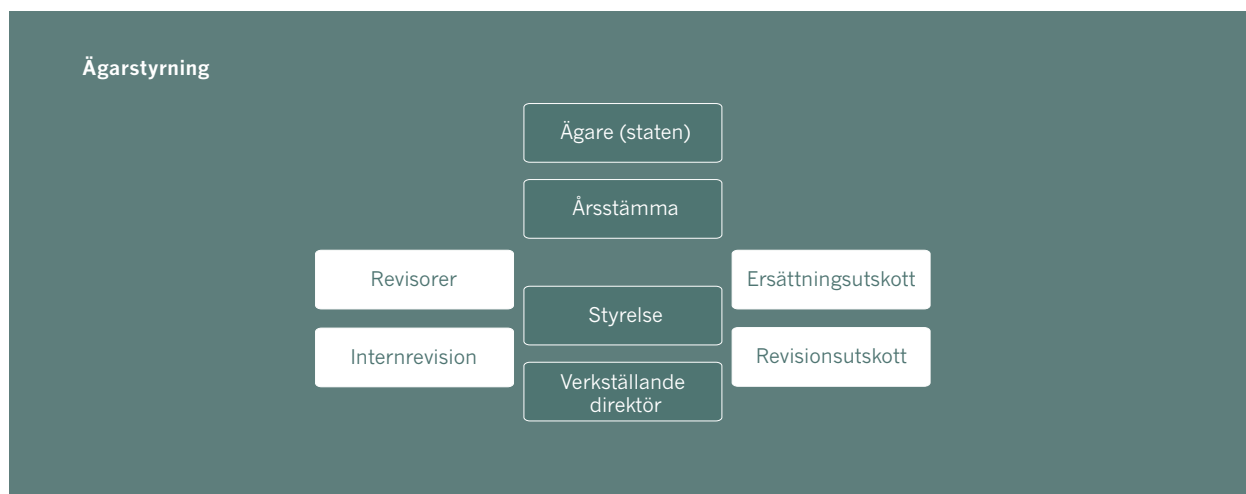 Ägarstyrning
Ägare (staten)
Årsstämma
Revisorer
Ersättningsutskott
Styrelse
Internrevision
Revisionsutskott
Verkställande
direktör